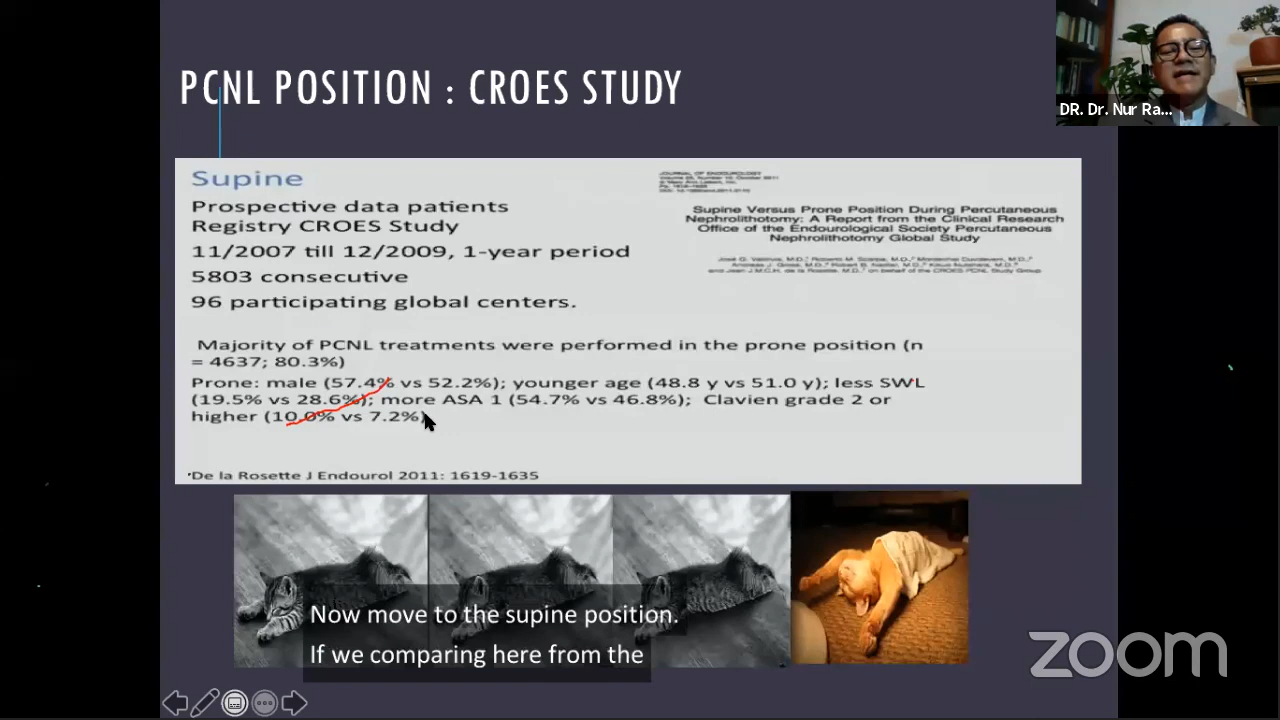 PCNL POSITION : CROES STUDY
DR. Dr. Nur Ra...
Supine
Prospective data patients
Registry CROES Study
11/2007 till 12/2009, 1-year period
5803 consecutive
96 participating global centers.
Supine Versus Prone Position During Percutaneous
Nephrolithotomy: A Report from the Clinical Research
Office of the Endourological Society Percutaneous
Nephrolithotomy Global Study
Majority of PCNL treatments were performed in the prone position (n
= 4637; 80.3%)
Prone: male (57.4% vs 52.2%); younger age (48.8 y vs 51.0 y); less SWL
(19.5% vs 28.6%); more ASA 1 (54.7% vs 46.8%);  Clavien grade 2 or
higher (10.0% vs 7.2%)
De la Rosette J Endourol 2011: 1619-1635
Now move to the supine position.
If we comparing here from the
zoom